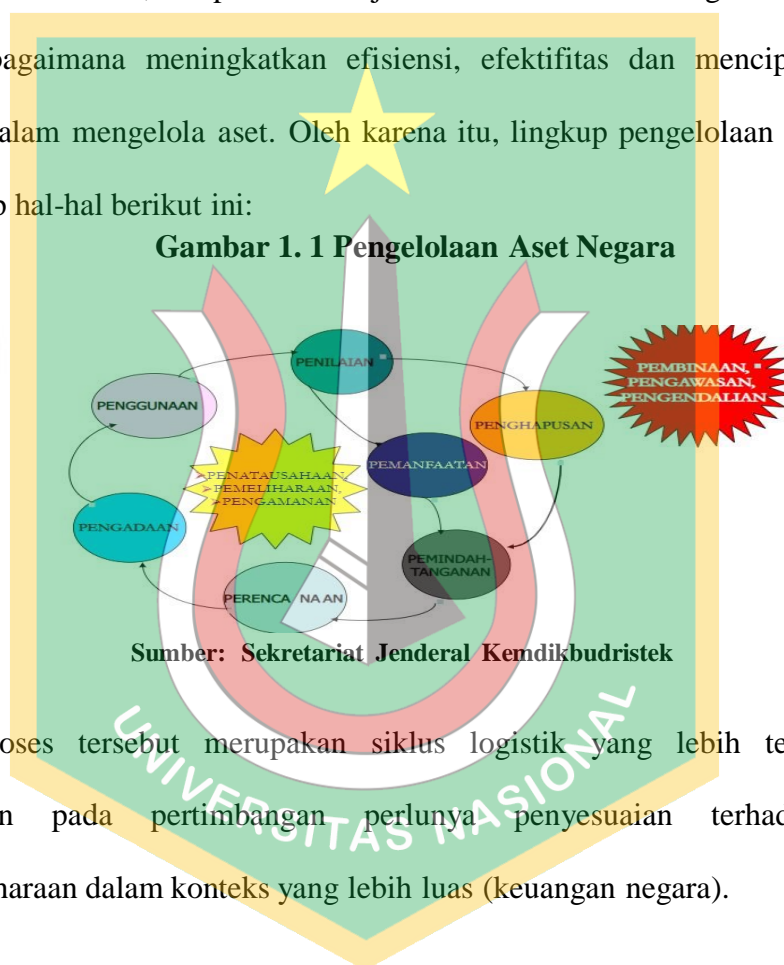 bagaimana meningkatkan efisiensi, efektifitas dan mencip
alam mengelola aset. Oleh karena itu, lingkup pengelolaan
p hal-hal berikut ini:
Gambar 1. 1 Pengelolaan Aset Negara
PENILAIAN
PEMBINAAN,
PENGAWASAN,
PENGENDALIAN
PENGGUNAAN
PENGHAPUSAN
PENATAUSAHAAN,
PEMELIHARAAN,
PENGAMANAN
PEMANFAATAN
PENGADAAN
PEMINDAH-
TANGANAN
PERENCA NA AN
Sumber: Sekretariat Jenderal Kemdikbudristek
oses tersebut merupakan siklus logistik yang lebih te
n pada pertimbangan perlunya penyesuaian terhad
haraan dalam konteks yang lebih luas (keuangan negara).
UNIVERSITAS NASIONAL